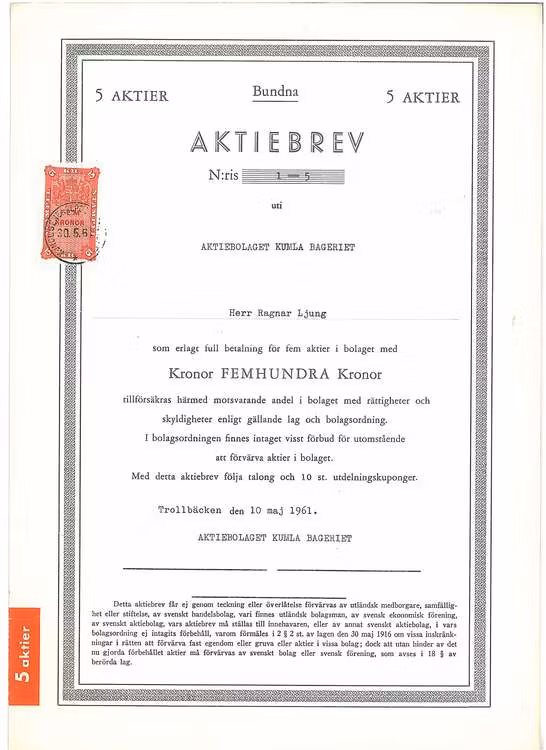 5 AKTIER
Bundna
5 AKTIER
AKTIEBREV
N:ris 1 — 5
uti
KRONOR
30.5.61
AKTIEBOLAGET KUMLA BAGERIET
Herr Ragnar Ljung
som erlagt full betalning för fem aktier i bolaget med
Kronor FEMHUNDRA Kronor
tillförsäkras härmed motsvarande andel i bolaget med rättigheter och
skyldigheter enligt gällande lag och bolagsordning.
I bolagsordningen finnes intaget visst förbud för utomstående
att förvärva aktier i bolaget.
Med detta aktiebrev följa talong och 10 st. utdelningskuponger.
Trollbäcken den 10 maj 1961.
AKTIEBOLAGET KUMLA BAGERIET
Detta aktiebrev får ej genom teckning eller överlåtelse förvärvas av utländsk medborgare, samfällig-
het eller stiftelse, av svenskt handelsbolag, vari finnes utländsk bolagsman, av svensk ekonomisk förening,
av svenskt aktiebolag, vars aktiebrev må ställas till innehavaren, eller av annat svenskt aktiebolag, i vars
bolagsordning ej intagits förbehåll, varom förmäles i 2 § 2 st. av lagen den 30 maj 1916 om vissa inskränk-
ningar i rätten att förvärva fast egendom eller gruva eller aktier i vissa bolag; dock att utan hinder av det
nu gjorda förbehållet aktier må förvärvas av svenskt bolag eller svensk förening, som avses i 18 § av
berörda lag.
5 aktier